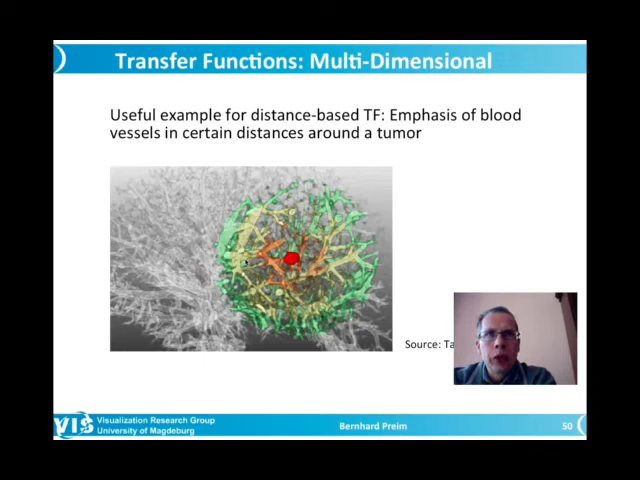 Transfer Functions: Multi-Dimensional
Useful example for distance-based TF: Emphasis of blood
vessels in certain distances around a tumor
Source:
VIS
Visualization Research Group
University of Magdeburg
Bernhard Preim
50